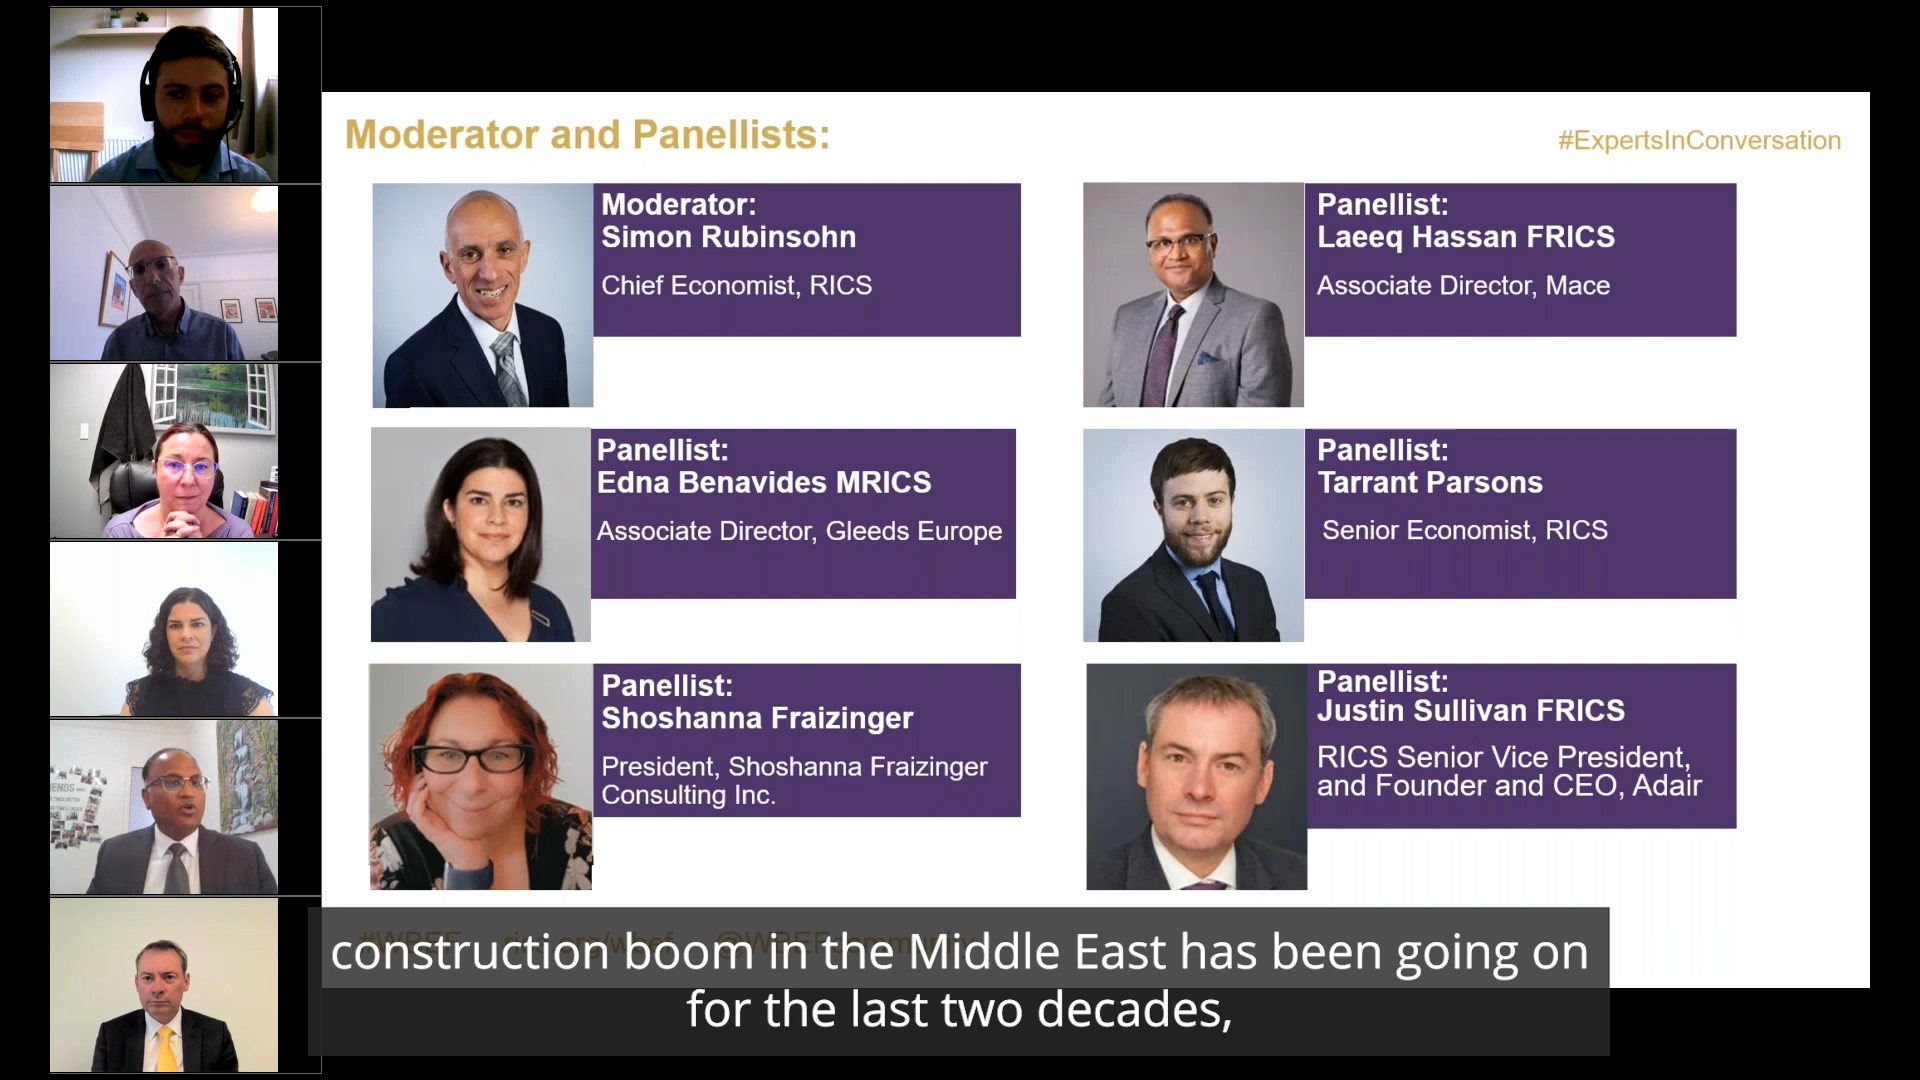 Moderator and Panellists:
#ExpertsInConversation
Moderator:
Simon Rubinsohn
Chief Economist, RICS
Panellist:
Laeeq Hassan FRICS
Associate Director, Mace
Panellist:
Edna Benavides MRICS
Associate Director, Gleeds Europe
Panellist:
Tarrant Parsons
Senior Economist, RICS
Panellist:
Shoshanna Fraizinger
President, Shoshanna Fraizinger
Consulting Inc.
Panellist:
Justin Sullivan FRICS
RICS Senior Vice President,
and Founder and CEO, Adair
construction boom in the Middle East has been going on
for the last two decades,